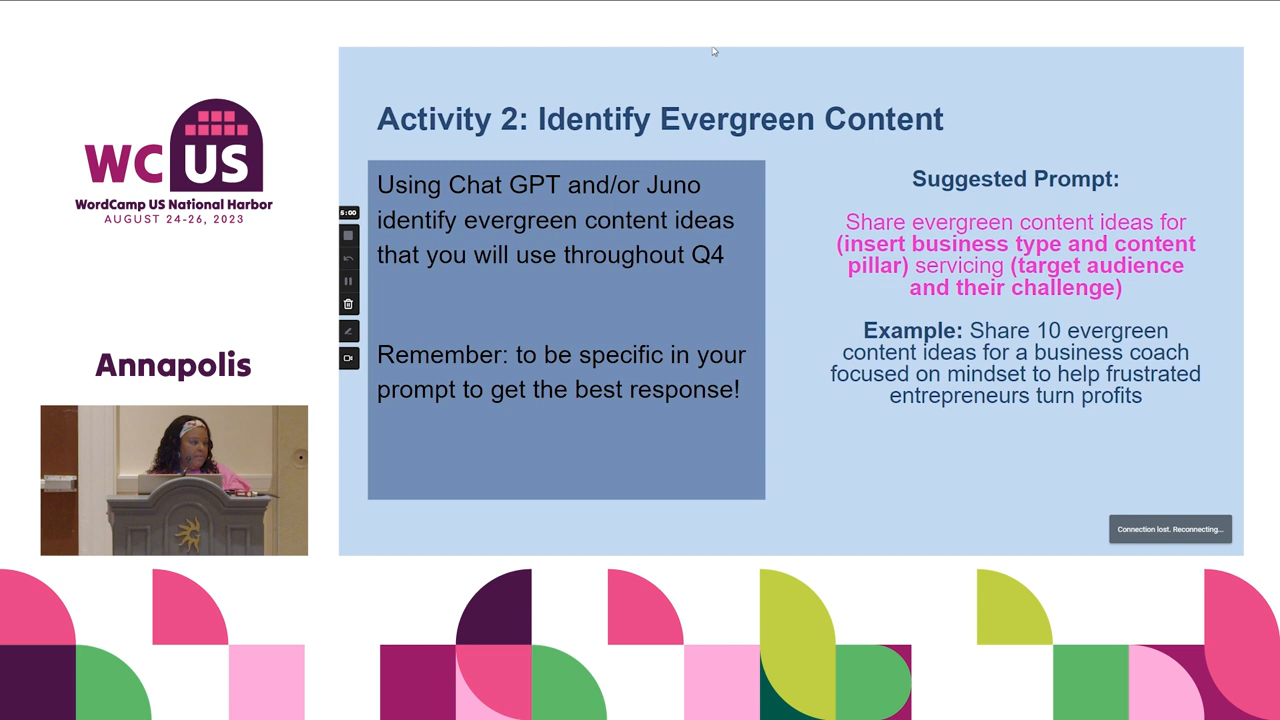 WC US
WordCamp US National Harbor
AUGUST 24-26, 2023
Annapolis
Activity 2: Identify Evergreen Content
Using Chat GPT and/or Juno
identify evergreen content ideas
that you will use throughout Q4
Remember: to be specific in your
prompt to get the best response!
5:00
Suggested Prompt:
Share evergreen content ideas for
(insert business type and content
pillar) servicing (target audience
and their challenge)
Example: Share 10 evergreen
content ideas for a business coach
focused on mindset to help frustrated
entrepreneurs turn profits
Connection lost. Reconnecting...